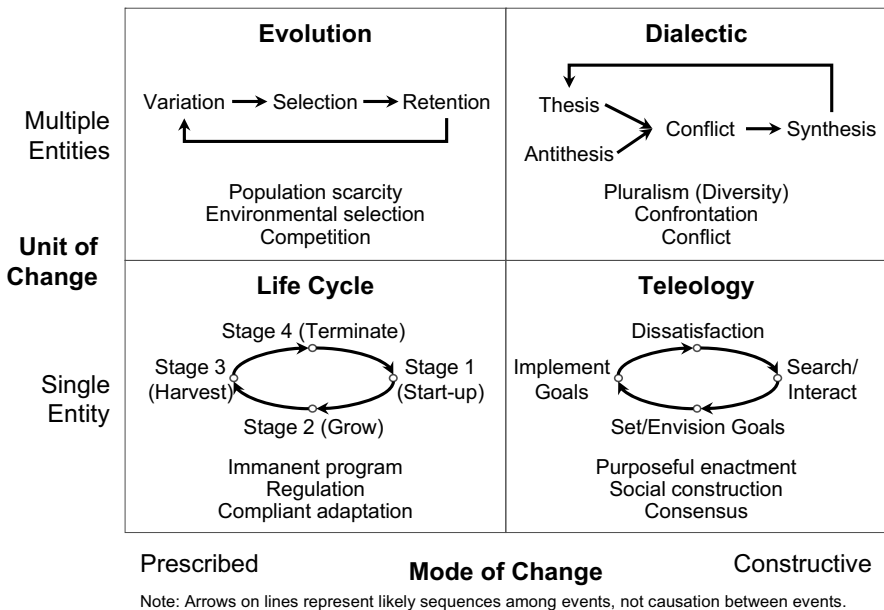 Evolution
Variation
Selection
Retention
Population scarcity
Environmental selection
Competition
Dialectic
Thesis
Antithesis
Conflict
Synthesis
Pluralism (Diversity)
Confrontation
Conflict
Multiple
Entities
Unit of
Change
Single
Entity
Life Cycle
Stage 4 (Terminate)
Stage 3
(Harvest)
Stage 1
(Start-up)
Stage 2 (Grow)
Immanent program
Regulation
Compliant adaptation
Teleology
Dissatisfaction
Implement
Goals
Search/
Interact
Set/Envision Goals
Purposeful enactment
Social construction
Consensus
Prescribed
Mode of Change
Constructive
Note: Arrows on lines represent likely sequences among events, not causation between events.